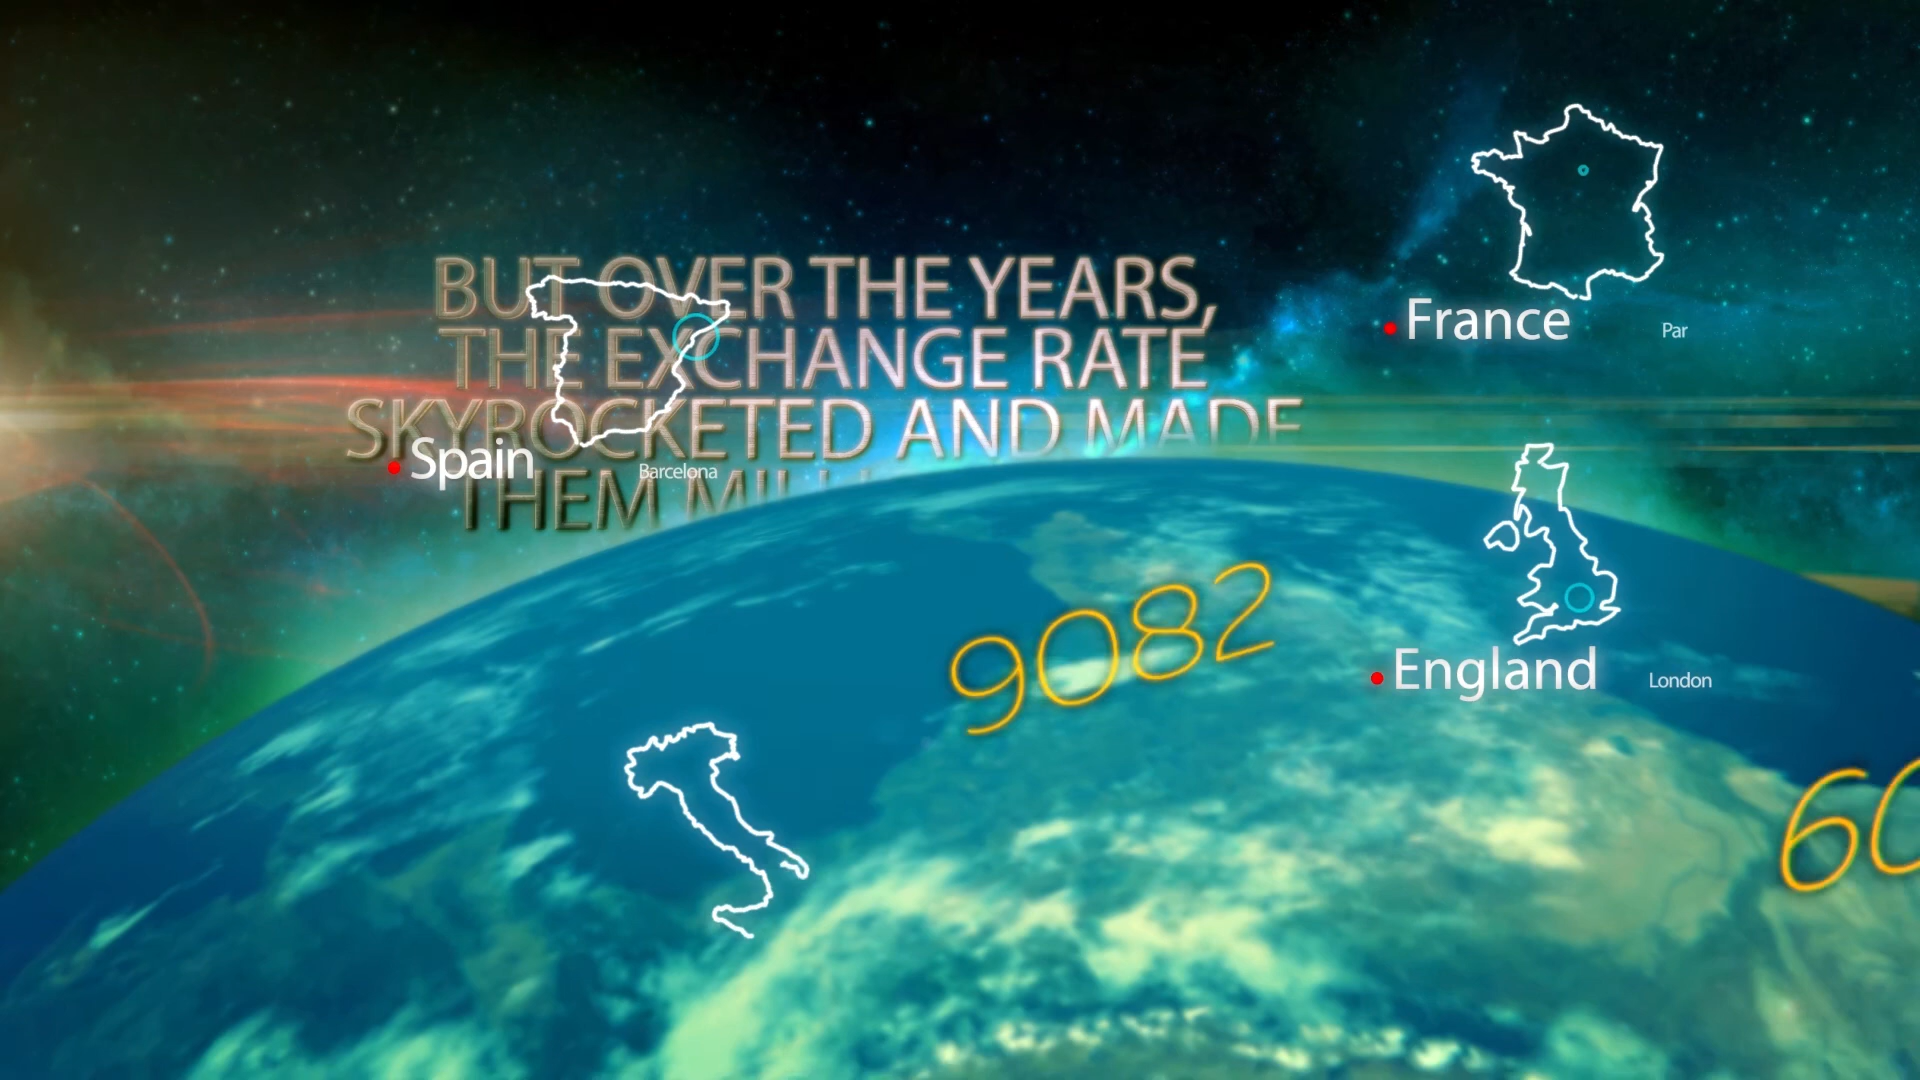 BUT OVER THE YEARS,
THE EXCHANGE RATE
SKYROCKETED AND MADE
THEM
France
Par
Spain
Barcelona
9082
England
London